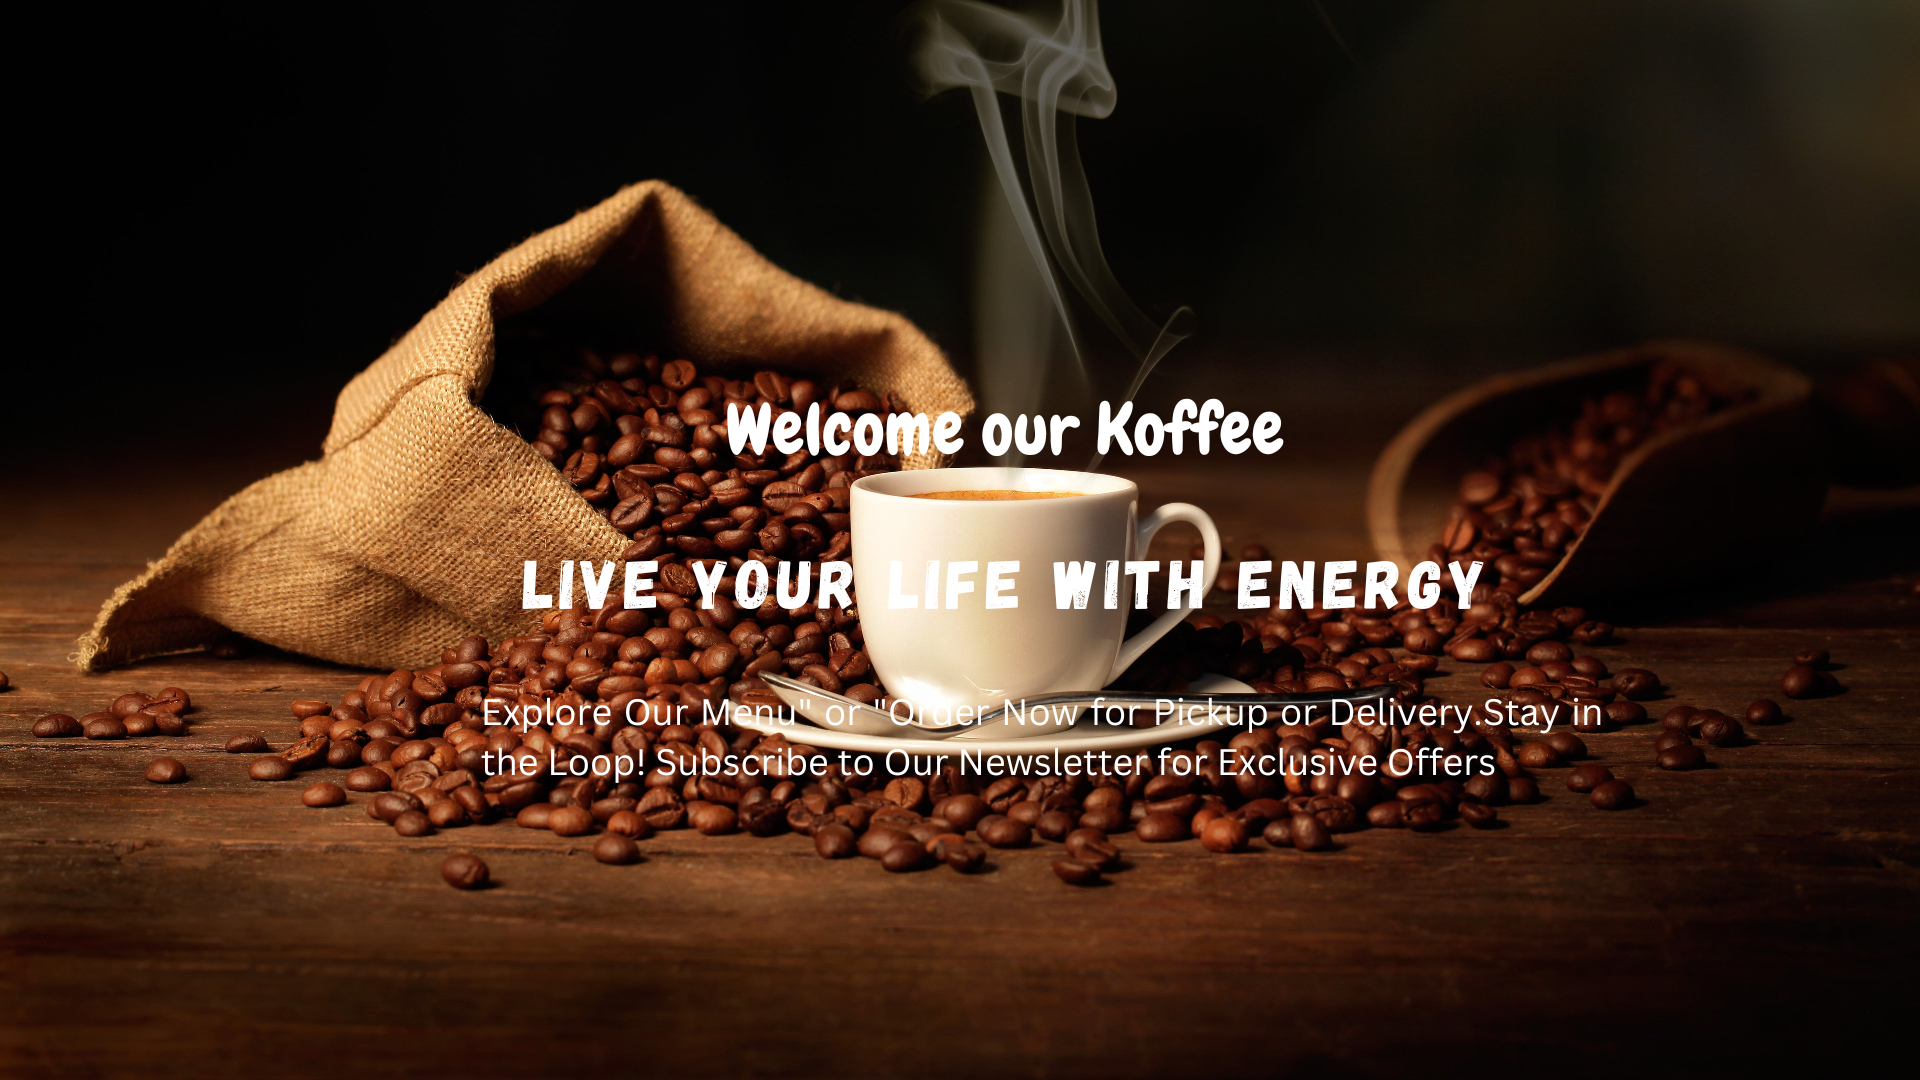 Welcome our Koffee
LIVE YOUR LIFE WITH ENERGY
Explore Our Menu" or "Order Now for Pickup or Delivery.Stay in
the Loop! Subscribe to Our Newsletter for Exclusive Offers